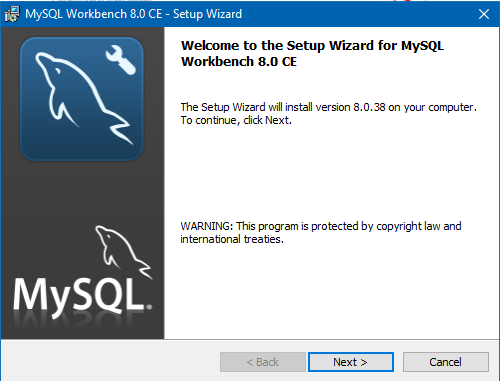 MySQL Workbench 8.0 CE - Setup Wizard
Welcome to the Setup Wizard for MySQL
Workbench 8.0 CE
The Setup Wizard will install version 8.0.38 on your computer.
To continue, click Next.
WARNING: This program is protected by copyright law and
international treaties.
MySQL®
< Back
Next >
Cancel